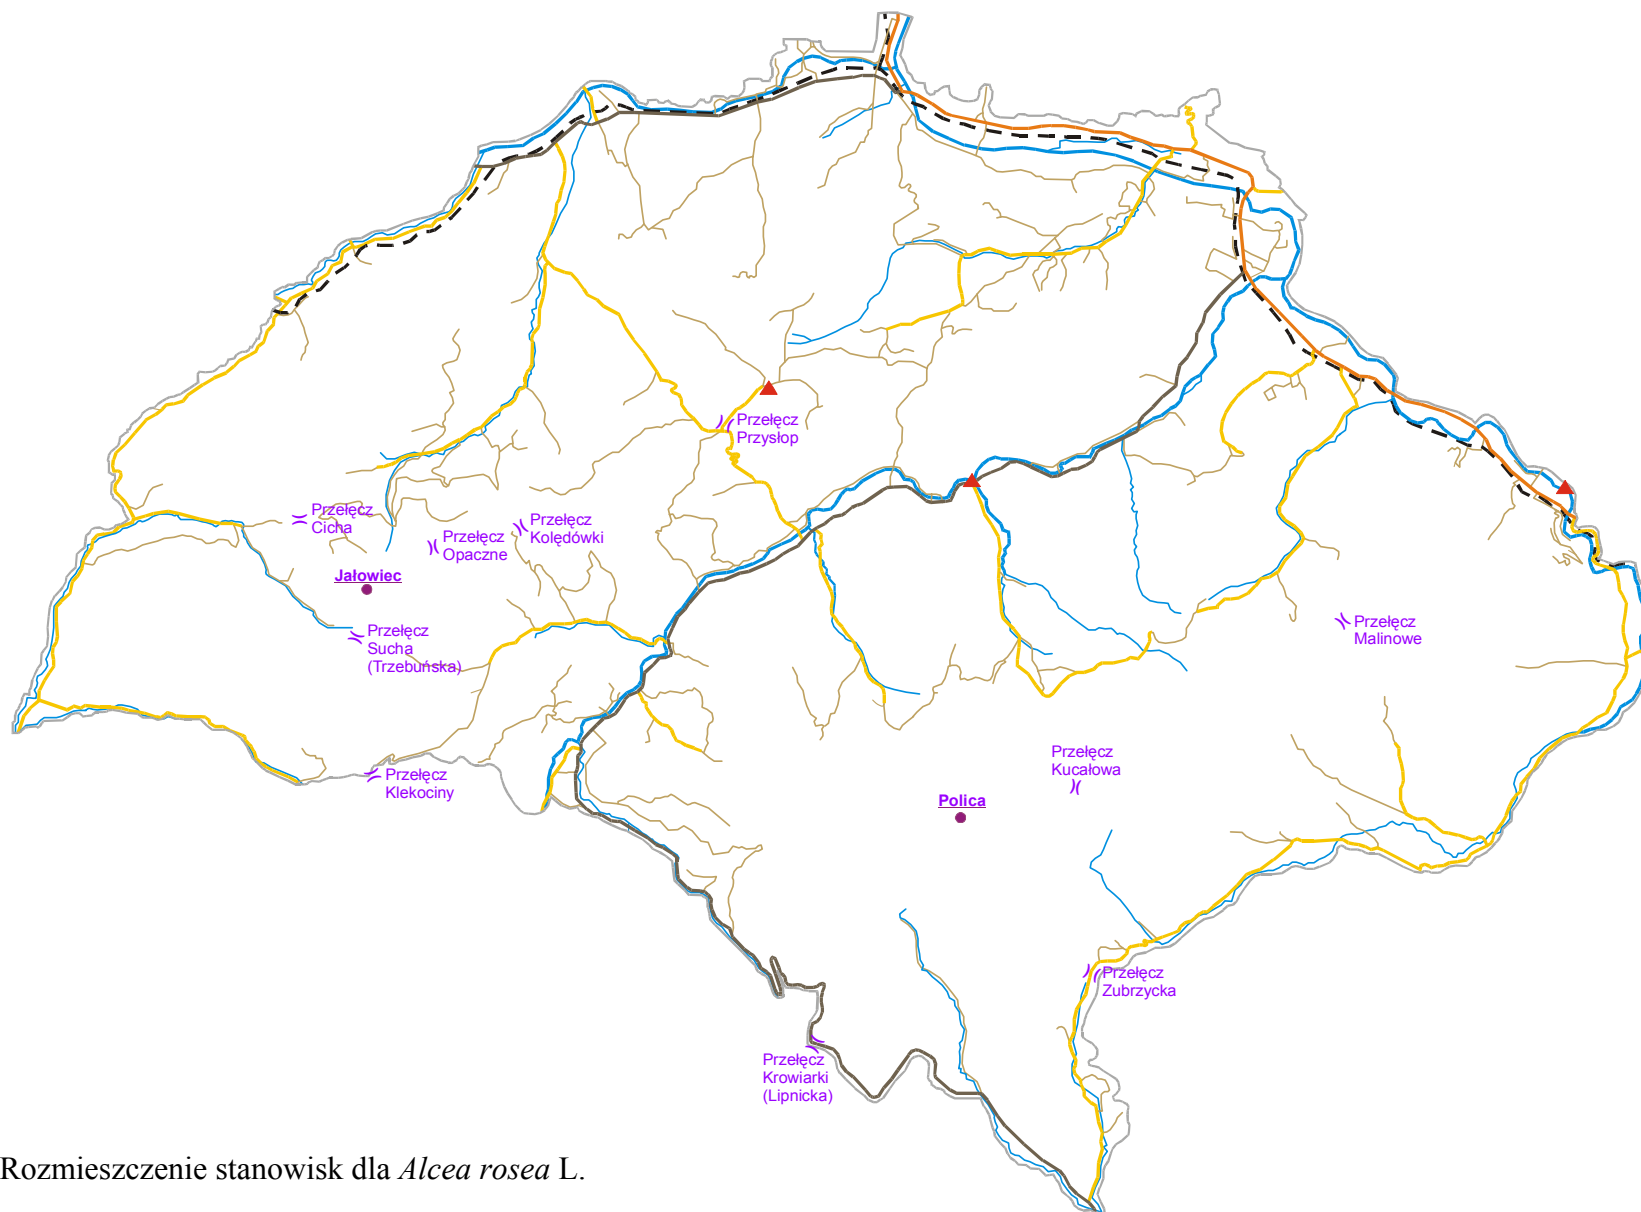 Przełęcz
Przysłop
Przełęcz
Cicha
Przełęcz
Kolędówki
Przełęcz
Opaczne
Jałowiec
Przełęcz
Sucha
(Trzebuńska)
Przełęcz
Malinowe
Przełęcz
Klekociny
Przełęcz
Kucałowa
Polica
Przełęcz
Zubrzycka
Przełęcz
Krowiarki
(Lipnicka)
Rozmieszczenie stanowisk dla Alcea rosea L.